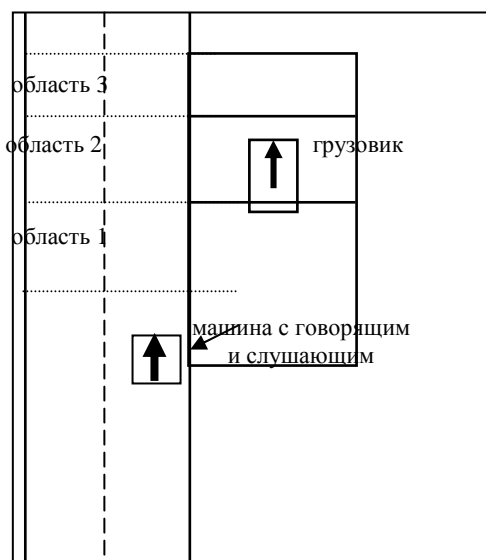 область 3
область 2
грузовик
область 1
машина с говорящим
и слушающим